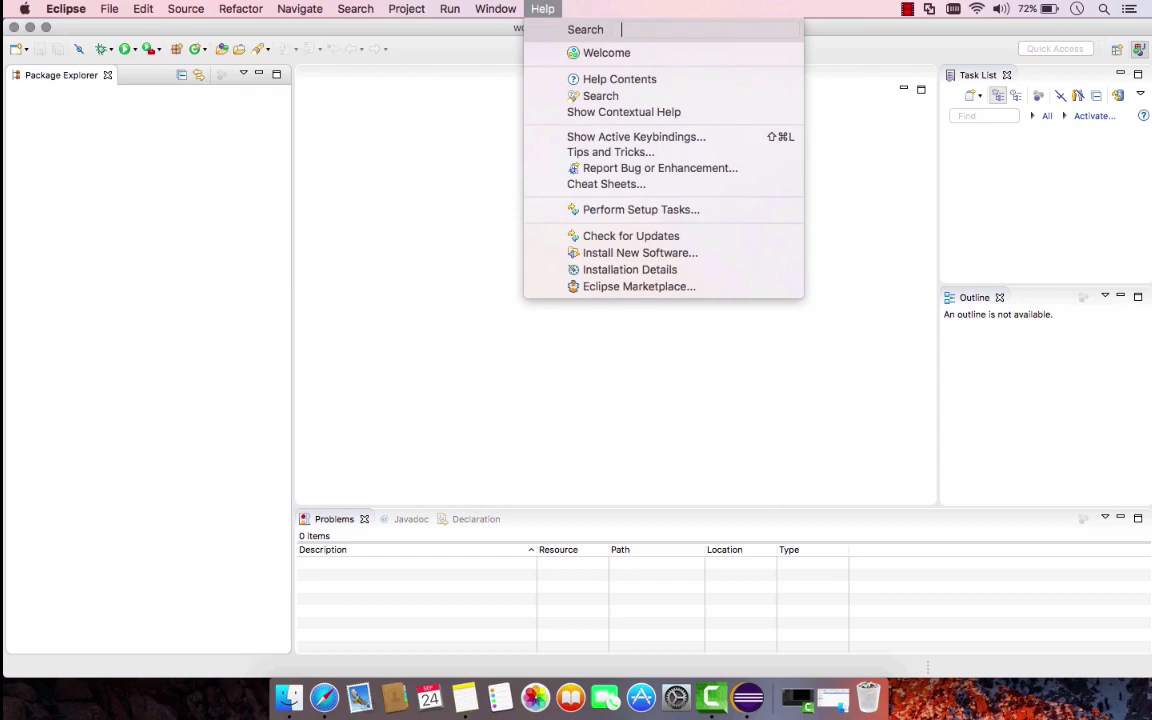 Eclipse File Edit Source Refactor Navigate Search Project Run Window Help 72%
Search
Quick Access
Package Explorer
Welcome
Help Contents
Search
Show Contextual Help
Show Active Keybindings... ⇧⌘L
Tips and Tricks...
Report Bug or Enhancement...
Cheat Sheets...
Perform Setup Tasks...
Check for Updates
Install New Software...
Installation Details
Eclipse Marketplace...
Task List
Find All Activate...
Outline
An outline is not available.
Problems Javadoc Declaration
0 items
Description Resource Path Location Type
SEP
24